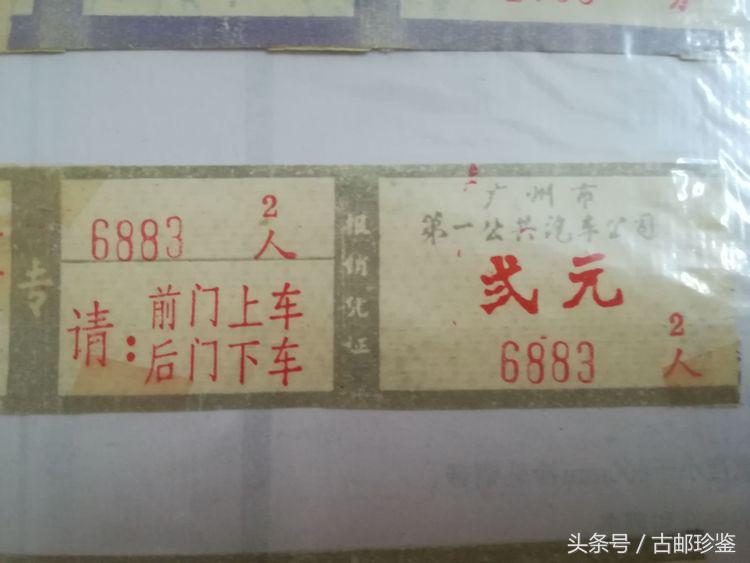 专
6883
2
人
请:
前门上车
后门下车
报销凭证
广州市
第一公共汽车公司
弍元
6883
2
人
头条号 / 古邮珍鉴